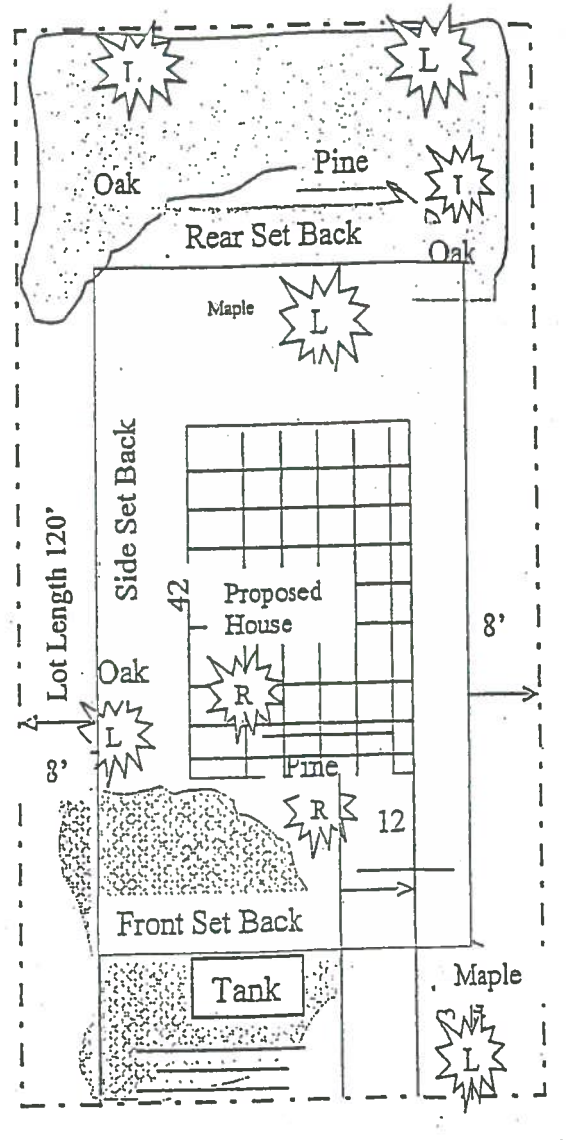 L
L
Pine
L
Oak
Rear Set Back
Oak
Maple
L
Side Set Back
Lot Length 120'
42
Proposed
House
8'
Oak
R
L
8'
Pine
R
12
Front Set Back
Tank
Maple
L